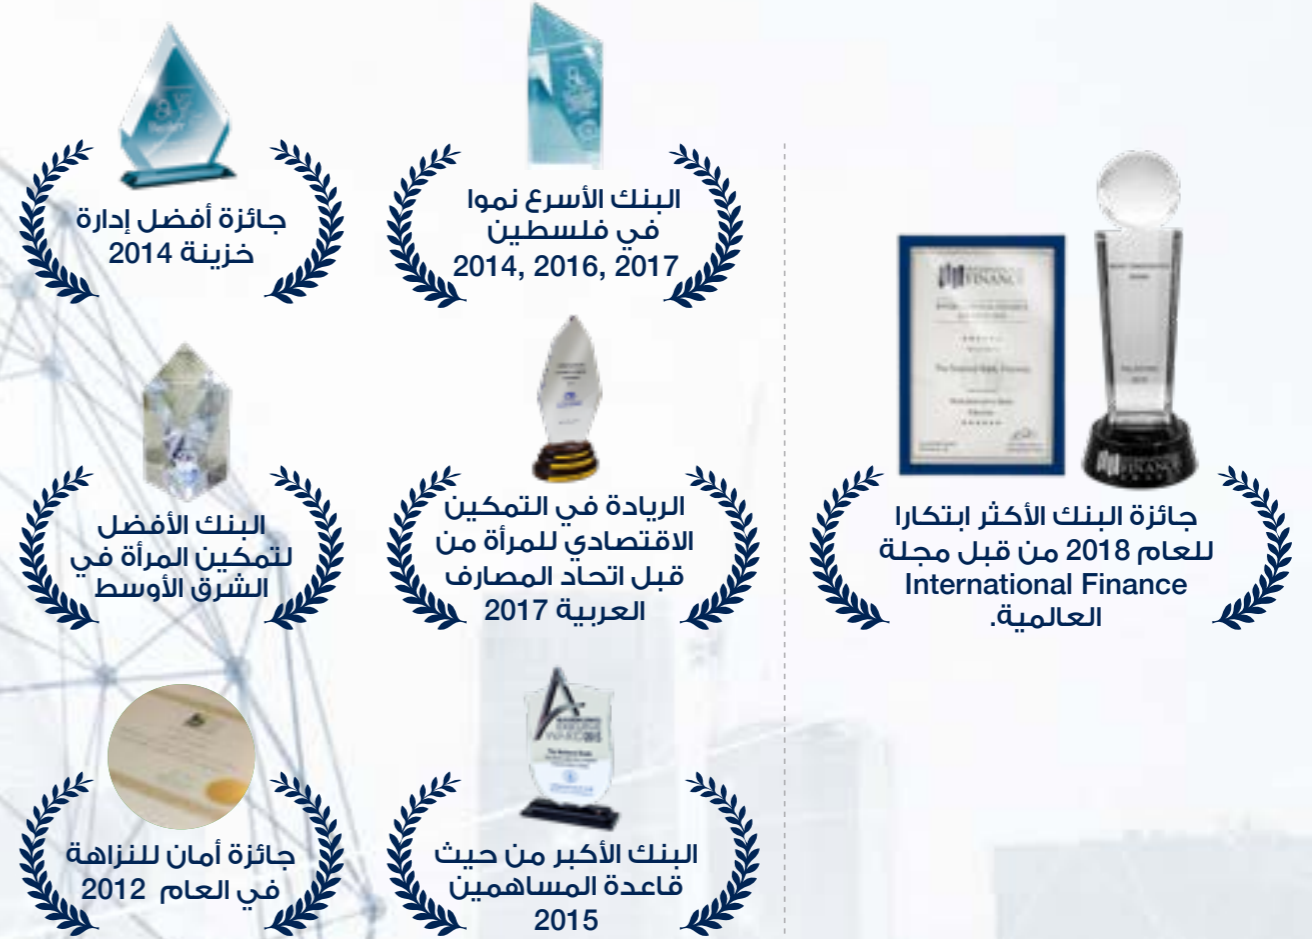 جائزة البنك الأكثر ابتكارا
للعام 2018 من قبل مجلة
International Finance
العالمية.
البنك الأسرع نموا
في فلسطين
2014, 2016, 2017
جائزة أفضل إدارة
خزينة 2014
الريادة في التمكين
الاقتصادي للمرأة من
قبل اتحاد المصارف
العربية 2017
البنك الأفضل
لتمكين المرأة في
الشرق الأوسط
البنك الأكبر من حيث
قاعدة المساهمين
2015
جائزة أمان للنزاهة
في العام 2012
FINANCE
FINANCE